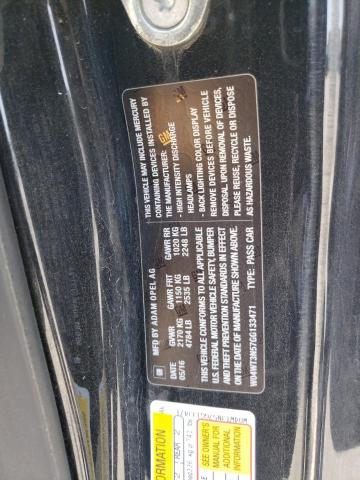 MFD BY ADAM OPEL AG
DATE GVWR GAWR FRT GAWR RR
05/16 2170 KG 1150 KG 1020 KG
4784 LB 2535 LB 2248 LB
THIS VEHICLE CONFORMS TO ALL APPLICABLE
U.S. FEDERAL MOTOR VEHICLE SAFETY, BUMPER
AND THEFT PREVENTION STANDARDS IN EFFECT
ON THE DATE OF MANUFACTURE SHOWN ABOVE.
W04WT3N57GG133471 TYPE: PASS CAR
THIS VEHICLE MAY INCLUDE MERCURY
CONTAINING DEVICES INSTALLED BY
THE MANUFACTURER:
- HIGH INTENSITY DISCHARGE
HEADLAMPS
- BACK LIGHTING COLOR DISPLAY
REMOVE DEVICES BEFORE VEHICLE
DISPOSAL. UPON REMOVAL OF DEVICES,
PLEASE REUSE, RECYCLE OR DISPOSE
AS HAZARDOUS WASTE.
GM
INFORMATION
REAR 2
SEE OWNER'S
MANUAL FOR